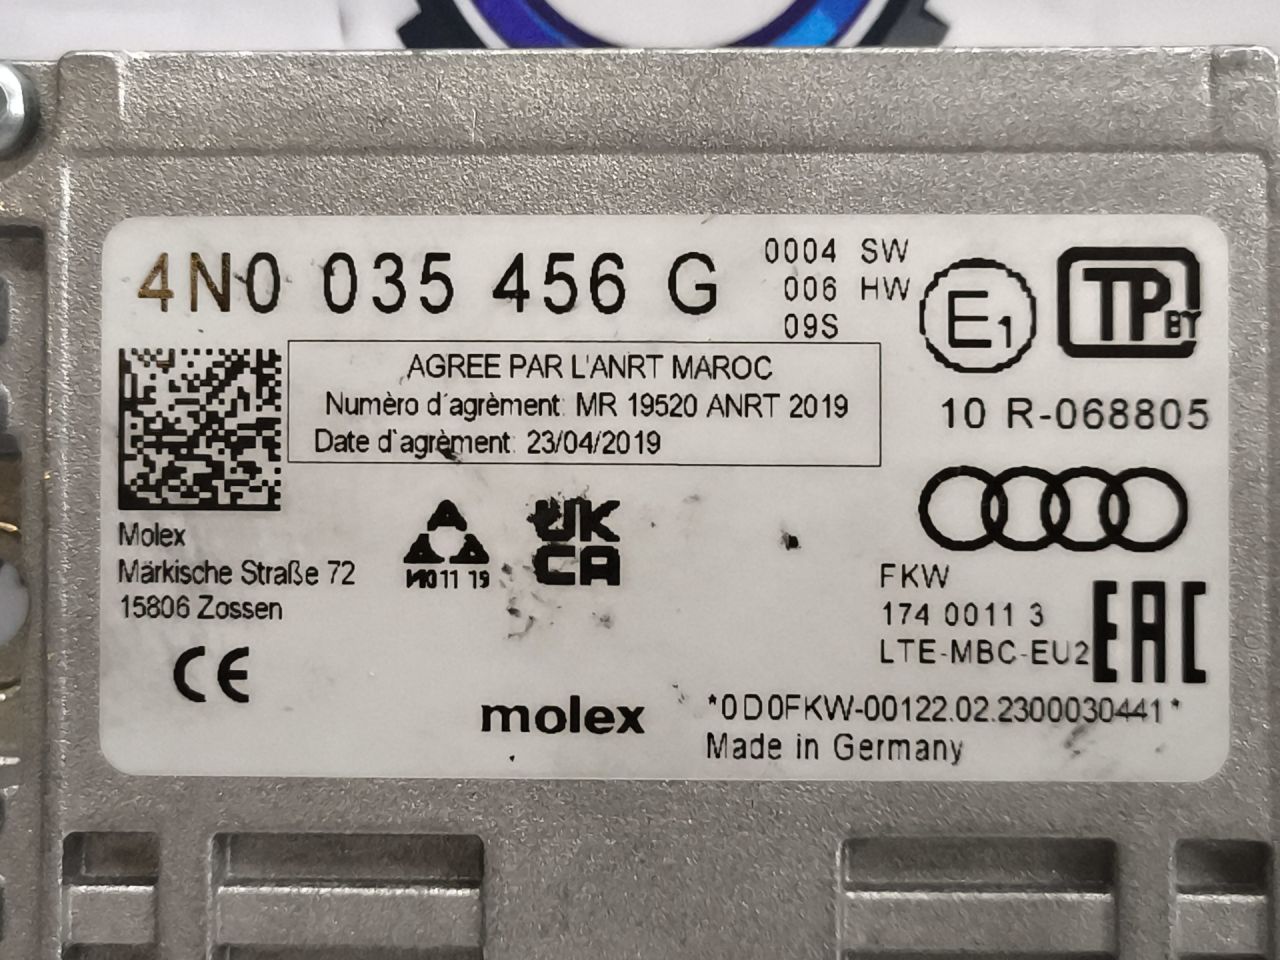 4N0 035 456 G
0004 SW
006 HW
09S
E1
TP BY
AGREE PAR L'ANRT MAROC
Numèro d'agrèment: MR 19520 ANRT 2019
Date d'agrèment: 23/04/2019
10 R-068805
Molex
Märkische Straße 72
15806 Zossen
A
И011 19
UK
CA
FKW
174 0011 3
LTE-MBC-EU2
EAC
CE
molex
*0D0FKW-00122.02.2300030441*
Made in Germany